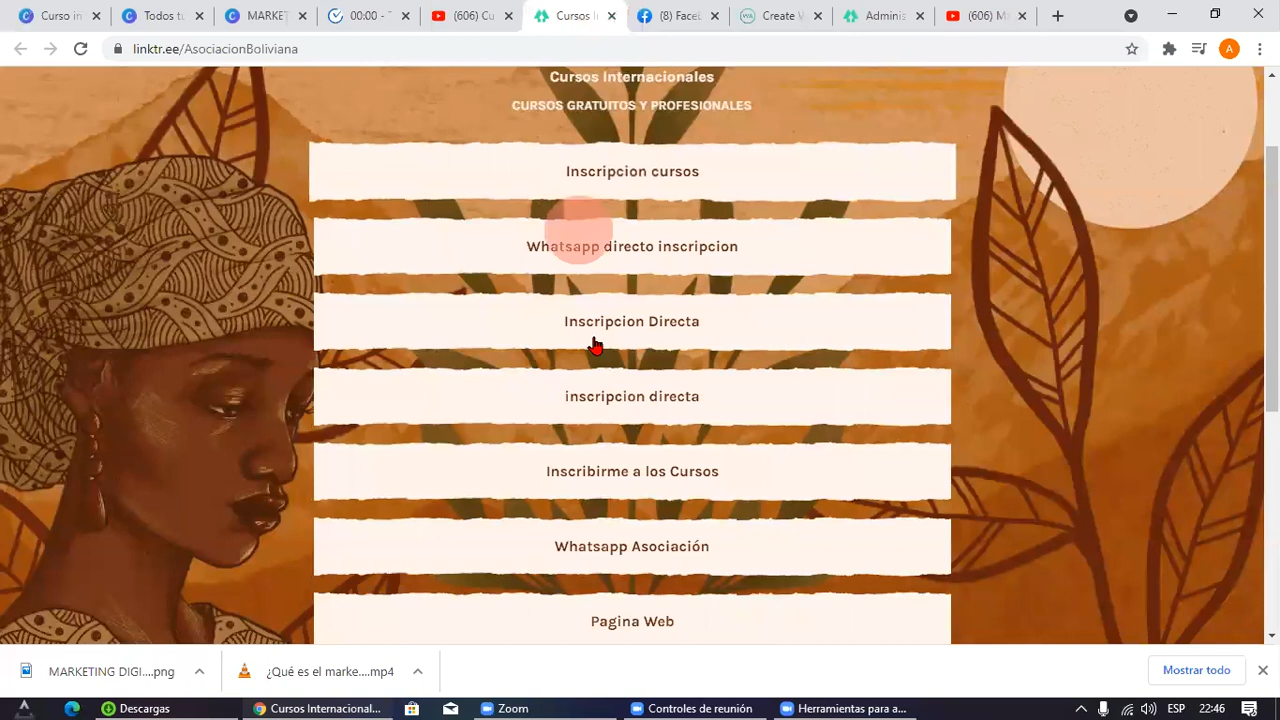 Curso in
Todos t
MARKET
00:00 - T
(606) Cu
Cursos In
(8) Face
Create W
Adminis
(606) M
linktr.ee/AsociacionBoliviana
A
Cursos Internacionales
CURSOS GRATUITOS Y PROFESIONALES
Inscripcion cursos
Whatsapp directo inscripcion
Inscripcion Directa
inscripcion directa
Inscribirme a los Cursos
Whatsapp Asociación
Pagina Web
MARKETING DIGI....png
¿Qué es el marke....mp4
Mostrar todo
Descargas
Cursos Internacional...
Zoom
Controles de reunión
Herramientas para a...
ESP
22:46